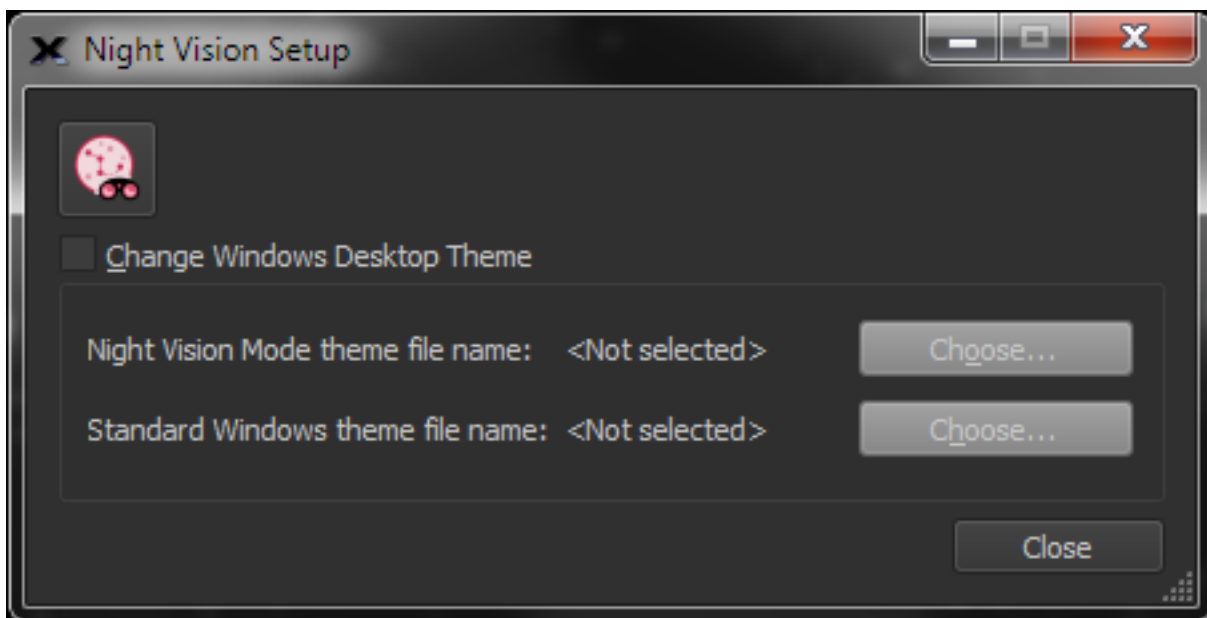 Night Vision Setup
Change Windows Desktop Theme
Night Vision Mode theme file name: <Not selected> Choose...
Standard Windows theme file name: <Not selected> Choose...
Close